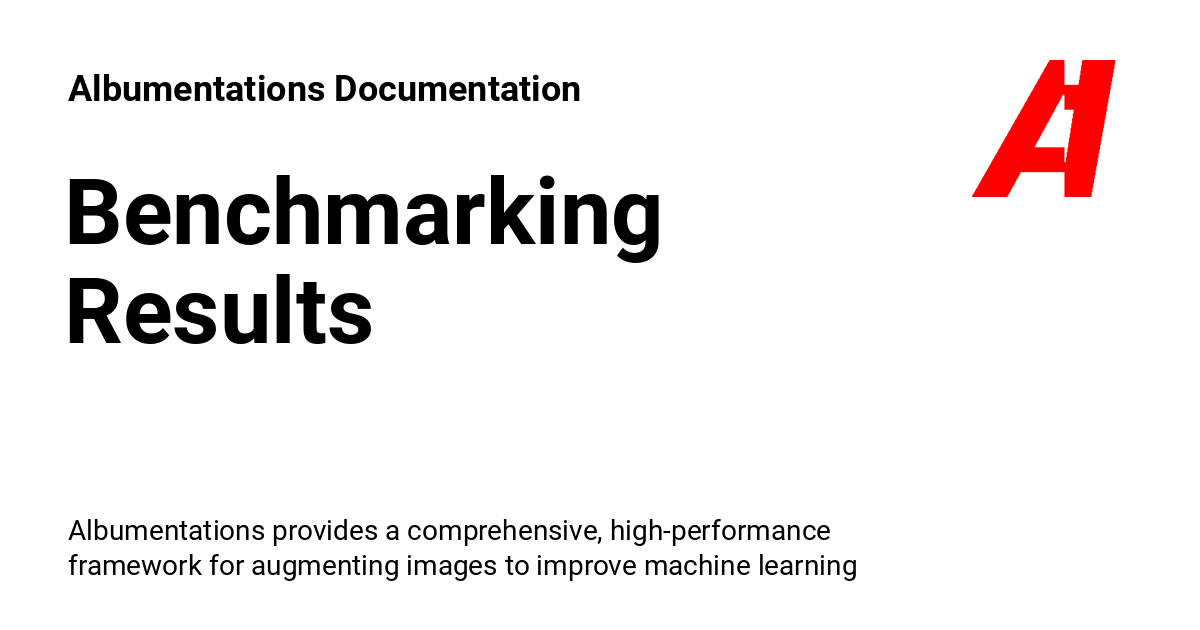 Albumentations Documentation
Benchmarking
Results
Albumentations provides a comprehensive, high-performance
framework for augmenting images to improve machine learning